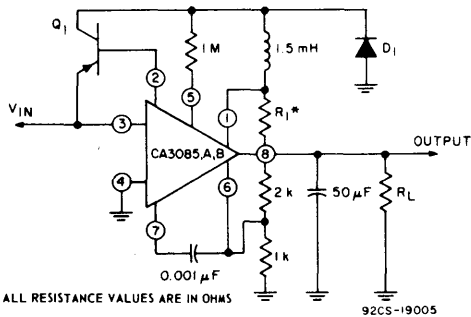 Q1
1 M
1.5 mH
D1
2
5
1
R1*
VIN
3
CA3085,A,B
8
OUTPUT
4
6
2 k
50 µF
RL
7
0.001 µF
1 k
ALL RESISTANCE VALUES ARE IN OHMS
92CS-19005